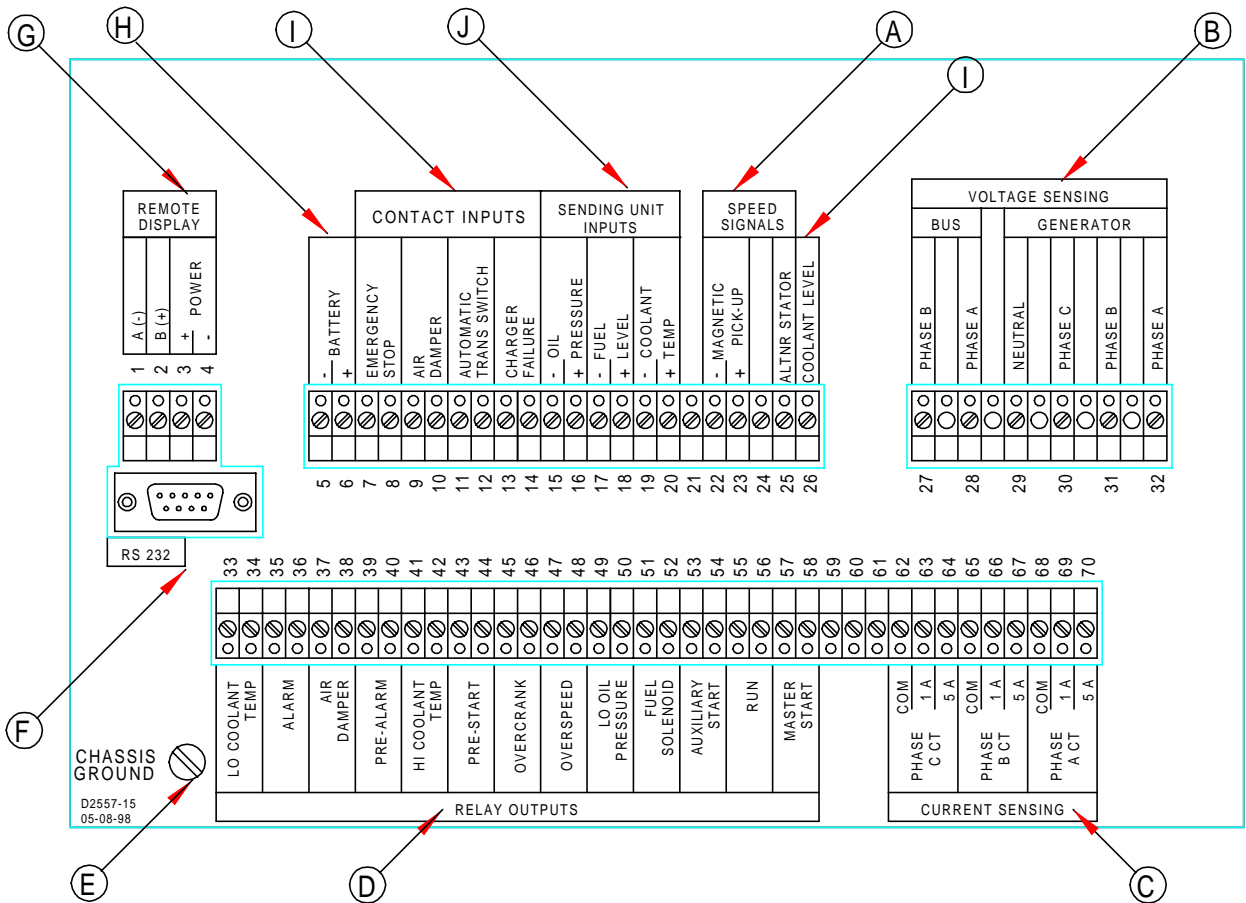 G
H
I
J
A
I
B
REMOTE
DISPLAY
A (-)
B (+)
+ POWER -
1 2 3 4
- BATTERY +
CONTACT INPUTS
EMERGENCY
STOP
AIR
DAMPER
AUTOMATIC
TRANS SWITCH
CHARGER
FAILURE
SENDING UNIT
INPUTS
- OIL
+ PRESSURE
- FUEL
+ LEVEL
- COOLANT
+ TEMP
SPEED
SIGNALS
- MAGNETIC
+ PICK-UP
ALTNR STATOR
COOLANT LEVEL
VOLTAGE SENSING
BUS
GENERATOR
PHASE B
PHASE A
NEUTRAL
PHASE C
PHASE B
PHASE A
5 6 7 8 9 10 11 12 13 14 15 16 17 18 19 20 21 22 23 24 25 26
27 28 29 30 31 32
RS 232
33 34 35 36 37 38 39 40 41 42 43 44 45 46 47 48 49 50 51 52 53 54 55 56 57 58 59 60 61 62 63 64 65 66 67 68 69 70
LO COOLANT
TEMP
ALARM
AIR
DAMPER
PRE-ALARM
HI COOLANT
TEMP
PRE-START
OVERCRANK
OVERSPEED
LO OIL
PRESSURE
FUEL
SOLENOID
AUXILIARY
START
RUN
MASTER
START
COM 1 A 5 A
PHASE
C CT
COM 1 A 5 A
PHASE
B CT
COM 1 A 5 A
PHASE
A CT
RELAY OUTPUTS
CURRENT SENSING
CHASSIS
GROUND
D2557-15
05-08-98
F
E
D
C